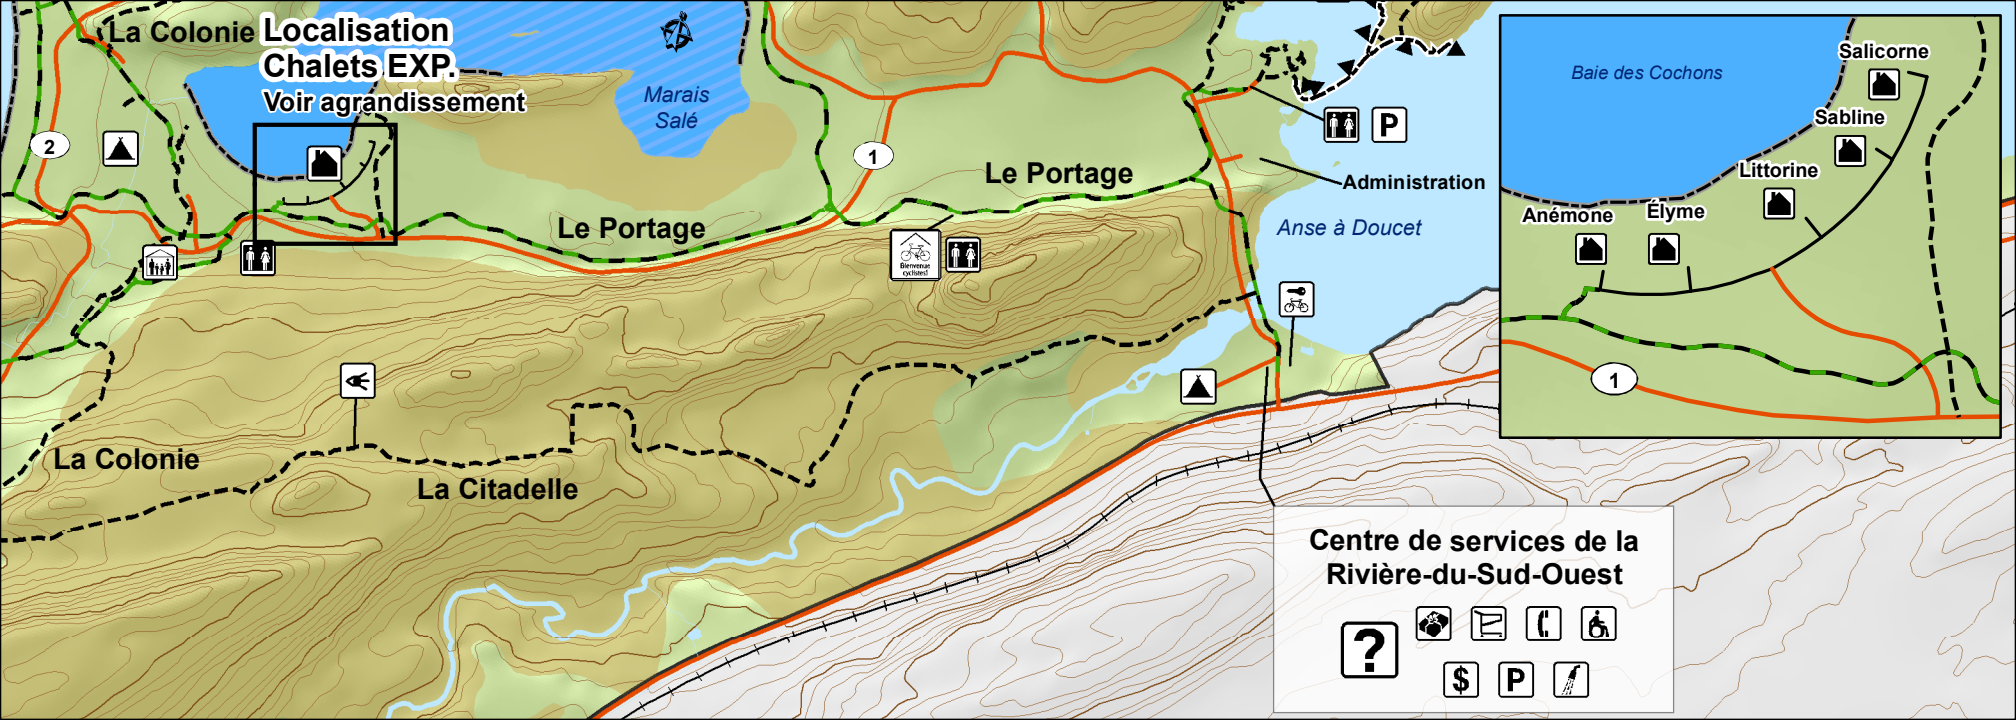 La Colonie
Localisation
Chalets EXP.
Voir agrandissement
2
Marais
Salé
1
Le Portage
Le Portage
P
Administration
Anse à Doucet
Bienvenue
cyclistes!
La Colonie
La Citadelle
Baie des Cochons
Salicorne
Sabline
Littorine
Élyme
Anémone
1
Centre de services de la
Rivière-du-Sud-Ouest
?
$
P